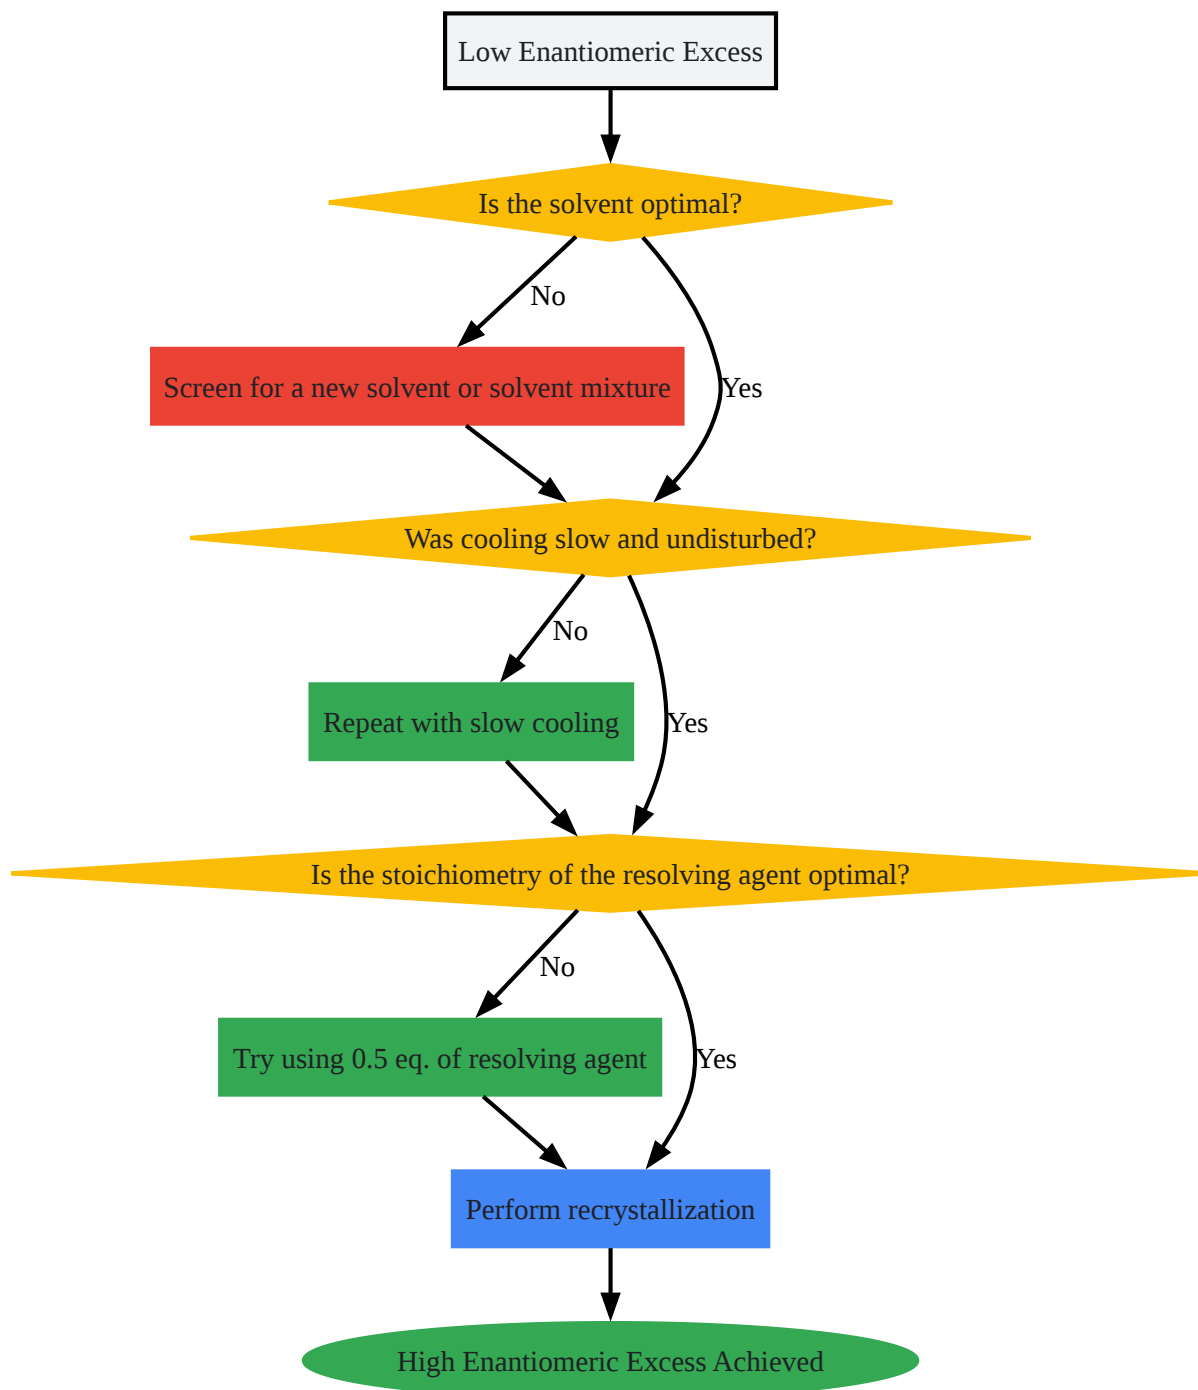 Low Enantiomeric Excess
Is the solvent optimal?
No
Screen for a new solvent or solvent mixture
Yes
Was cooling slow and undisturbed?
No
Repeat with slow cooling
Yes
Is the stoichiometry of the resolving agent optimal?
No
Try using 0.5 eq. of resolving agent
Yes
Perform recrystallization
High Enantiomeric Excess Achieved